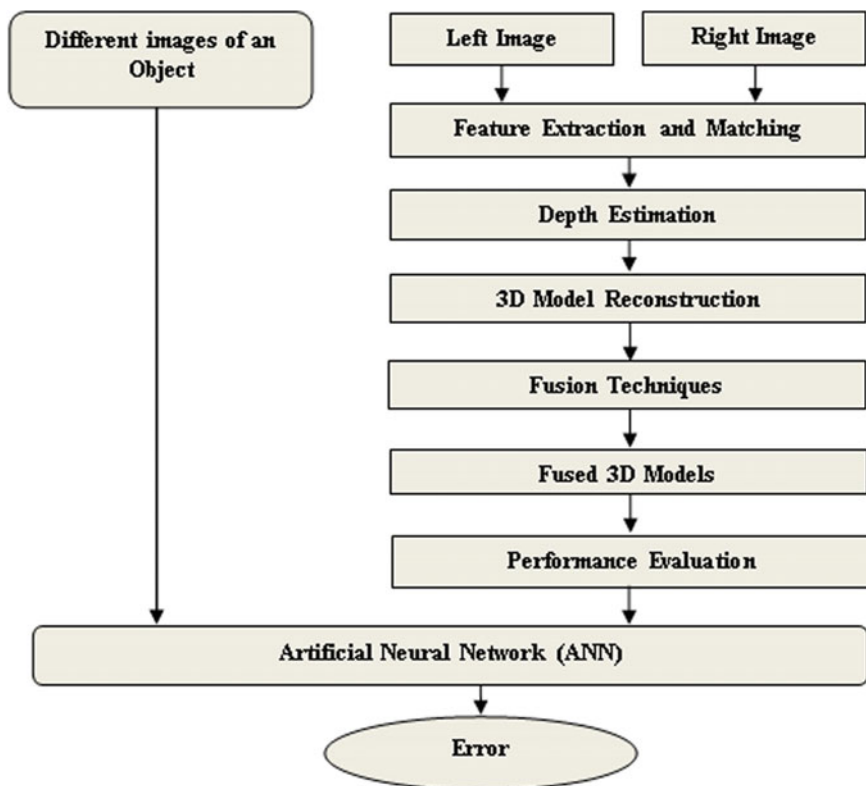 Different images of an
Object
Left Image
Right Image
Feature Extraction and Matching
Depth Estimation
3D Model Reconstruction
Fusion Techniques
Fused 3D Models
Performance Evaluation
Artificial Neural Network (ANN)
Error